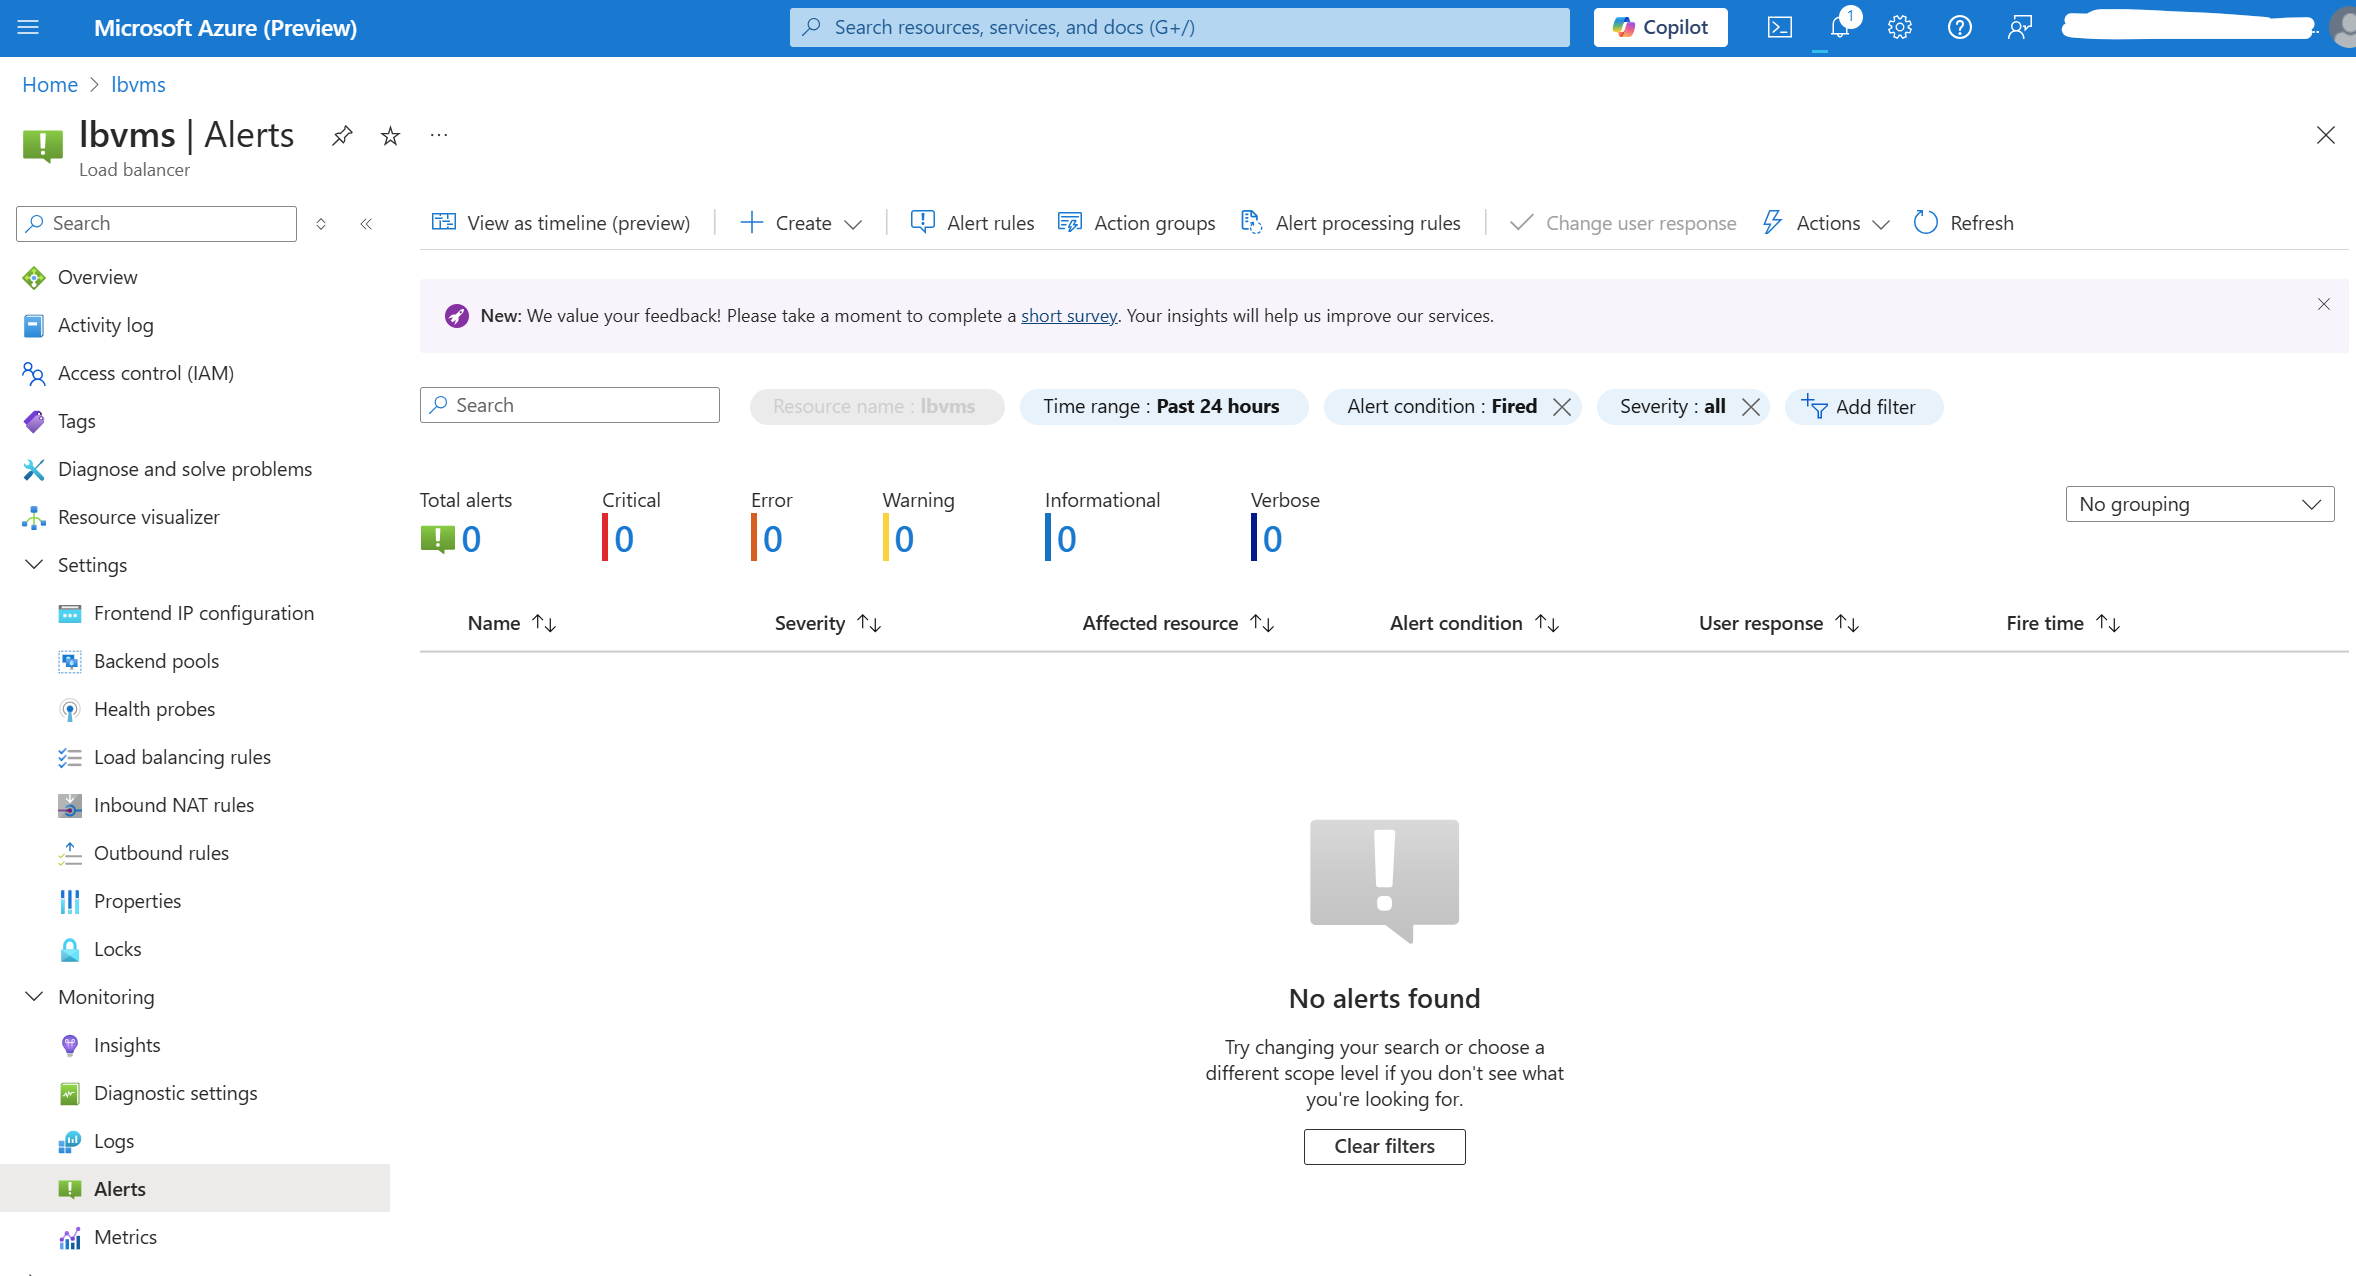 Microsoft Azure (Preview)
Search resources, services, and docs (G+/)
Copilot
1
Home > lbvms
lbvms | Alerts
Load balancer
Search
Overview
Activity log
Access control (IAM)
Tags
Diagnose and solve problems
Resource visualizer
Settings
Frontend IP configuration
Backend pools
Health probes
Load balancing rules
Inbound NAT rules
Outbound rules
Properties
Locks
Monitoring
Insights
Diagnostic settings
Logs
Alerts
Metrics
View as timeline (preview) Create Alert rules Action groups Alert processing rules Change user response Actions Refresh
New: We value your feedback! Please take a moment to complete a short survey. Your insights will help us improve our services.
Search Resource name : lbvms Time range : Past 24 hours Alert condition : Fired Severity : all Add filter
Total alerts Critical Error Warning Informational Verbose
0 0 0 0 0 0
No grouping
Name Severity Affected resource Alert condition User response Fire time
No alerts found
Try changing your search or choose a
different scope level if you don't see what
you're looking for.
Clear filters